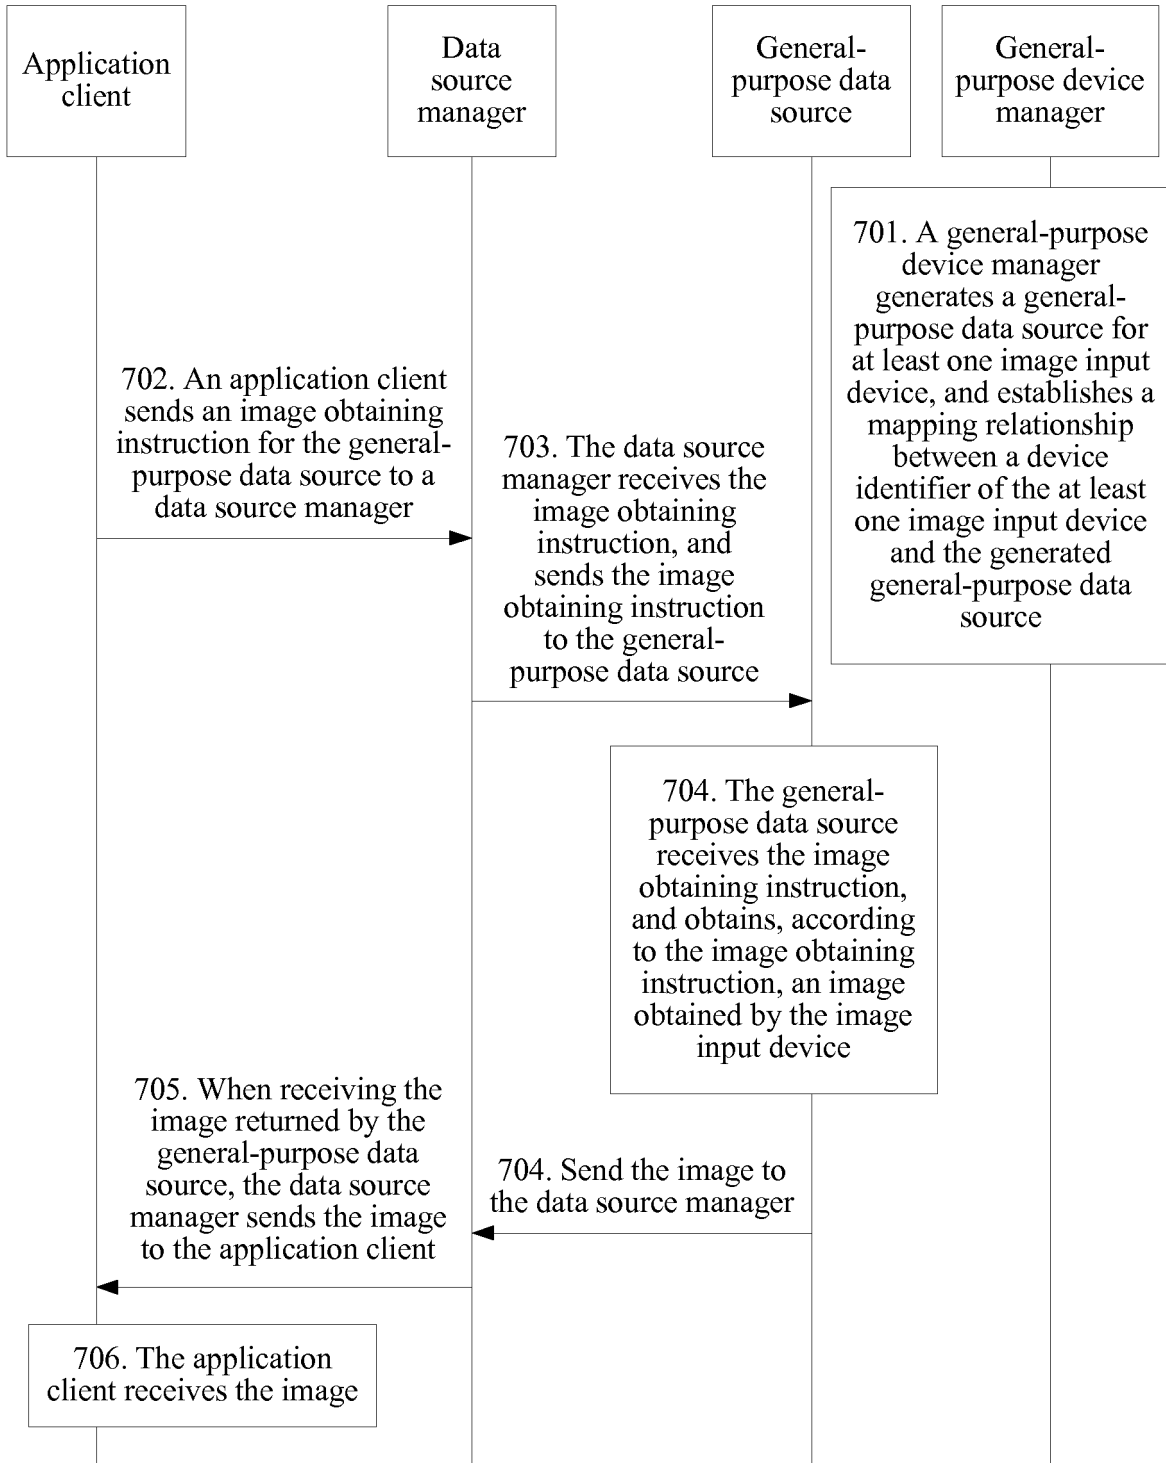 Application
client
Data
source
manager
General-
purpose data
source
General-
purpose device
manager
701. A general-purpose
device manager
generates a general-
purpose data source for
at least one image input
device, and establishes a
mapping relationship
between a device
identifier of the at least
one image input device
and the generated
general-purpose data
source
702. An application client
sends an image obtaining
instruction for the general-
purpose data source to a
data source manager
703. The data source
manager receives the
image obtaining
instruction, and
sends the image
obtaining instruction
to the general-
purpose data source
704. The general-
purpose data source
receives the image
obtaining instruction,
and obtains, according
to the image obtaining
instruction, an image
obtained by the image
input device
704. Send the image to
the data source manager
705. When receiving the
image returned by the
general-purpose data
source, the data source
manager sends the image
to the application client
706. The application
client receives the image